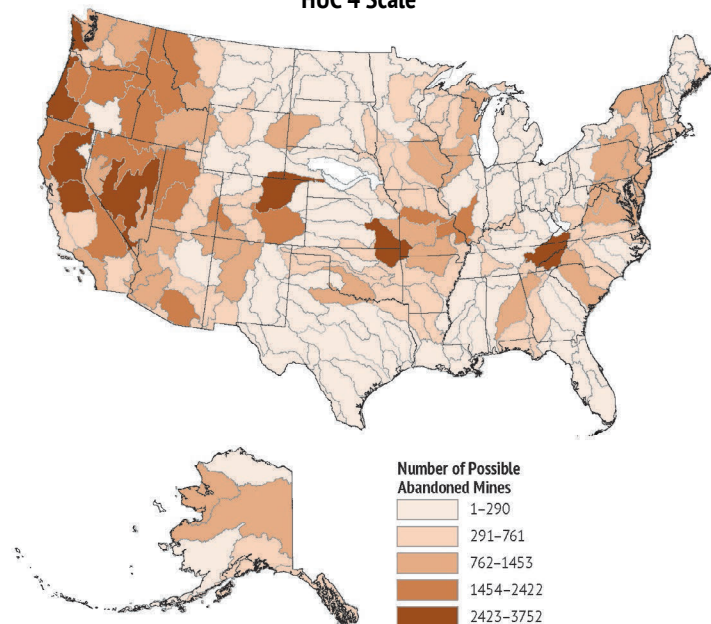 HUC 4 Scale
Number of Possible
Abandoned Mines
1–290
291–761
762–1453
1454–2422
2423–3752